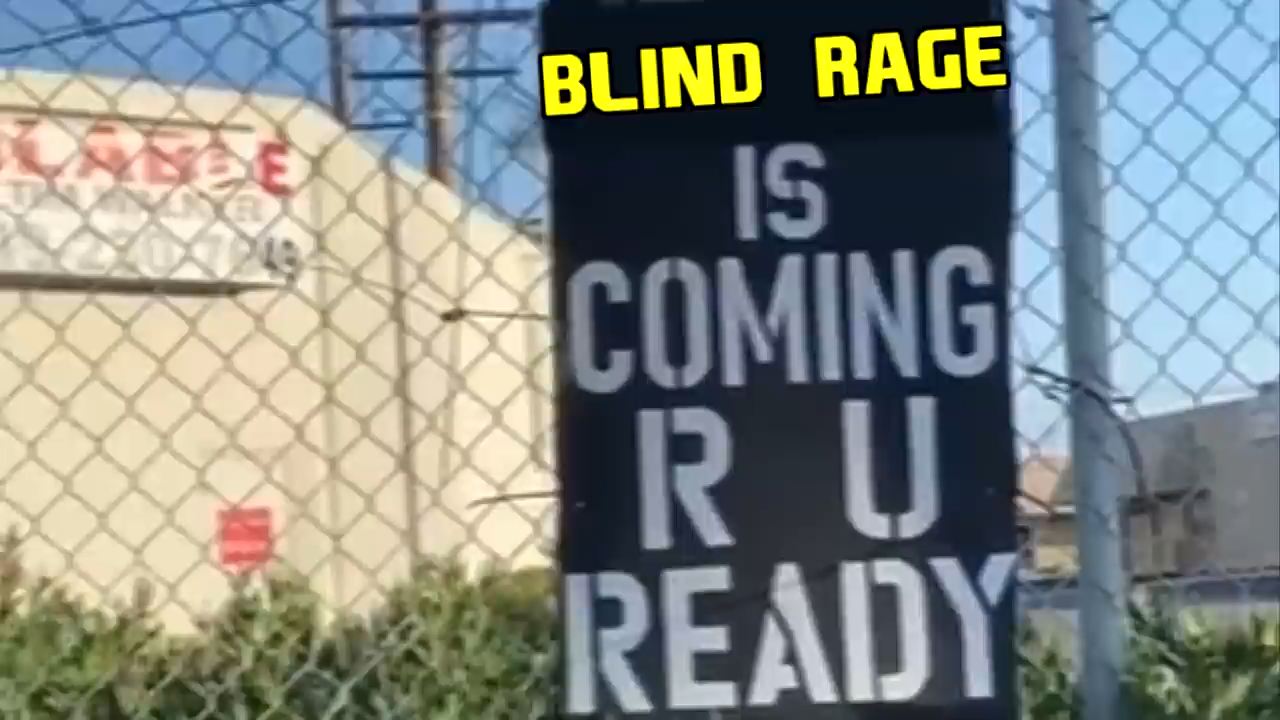 BLIND RAGE
IS
COMING
R U
READY